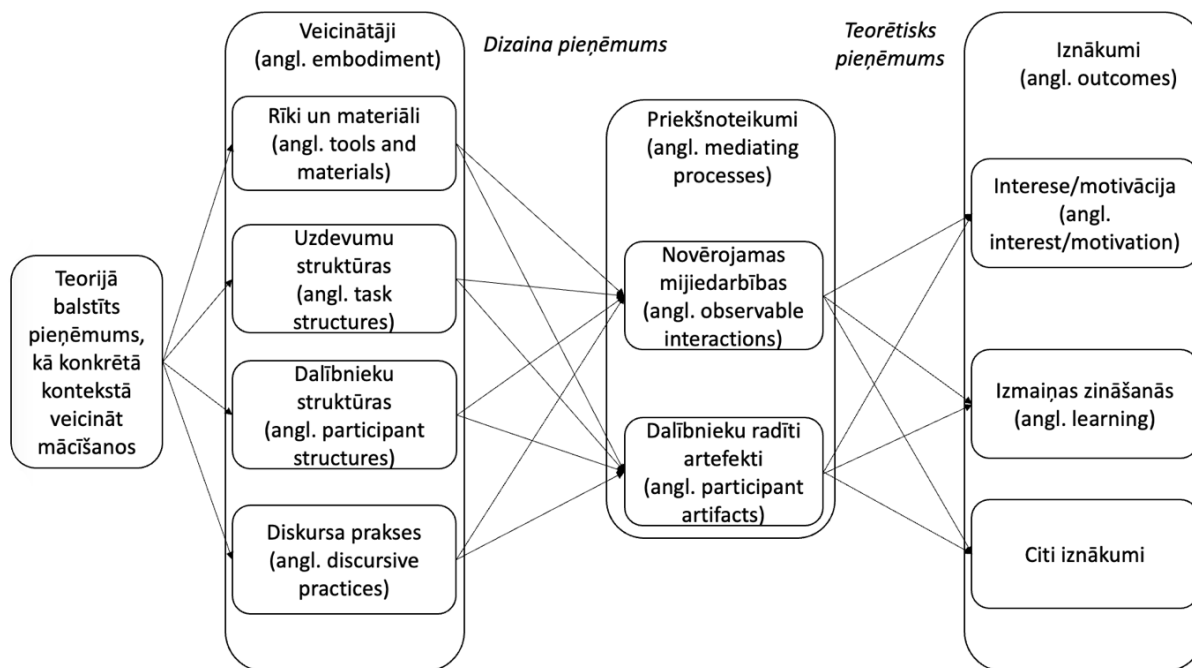 Teorijā
balstīts
pieņēmums,
kā konkrētā
kontekstā
veicināt
mācīšanos
Veicinātāji
(angl. embodiment)
Rīki un materiāli
(angl. tools and
materials)
Uzdevumu
struktūras
(angl. task
structures)
Dalībnieku
struktūras
(angl. participant
structures)
Diskursa prakses
(angl. discursive
practices)
Dizaina pieņēmums
Priekšnoteikumi
(angl. mediating
processes)
Novērojamas
mijiedarbības
(angl. observable
interactions)
Dalībnieku radīti
artefekti
(angl. participant
artifacts)
Teorētisks
pieņēmums
Iznākumi
(angl. outcomes)
Interese/motivācija
(angl.
interest/motivation)
Izmaiņas zināšanās
(angl. learning)
Citi iznākumi